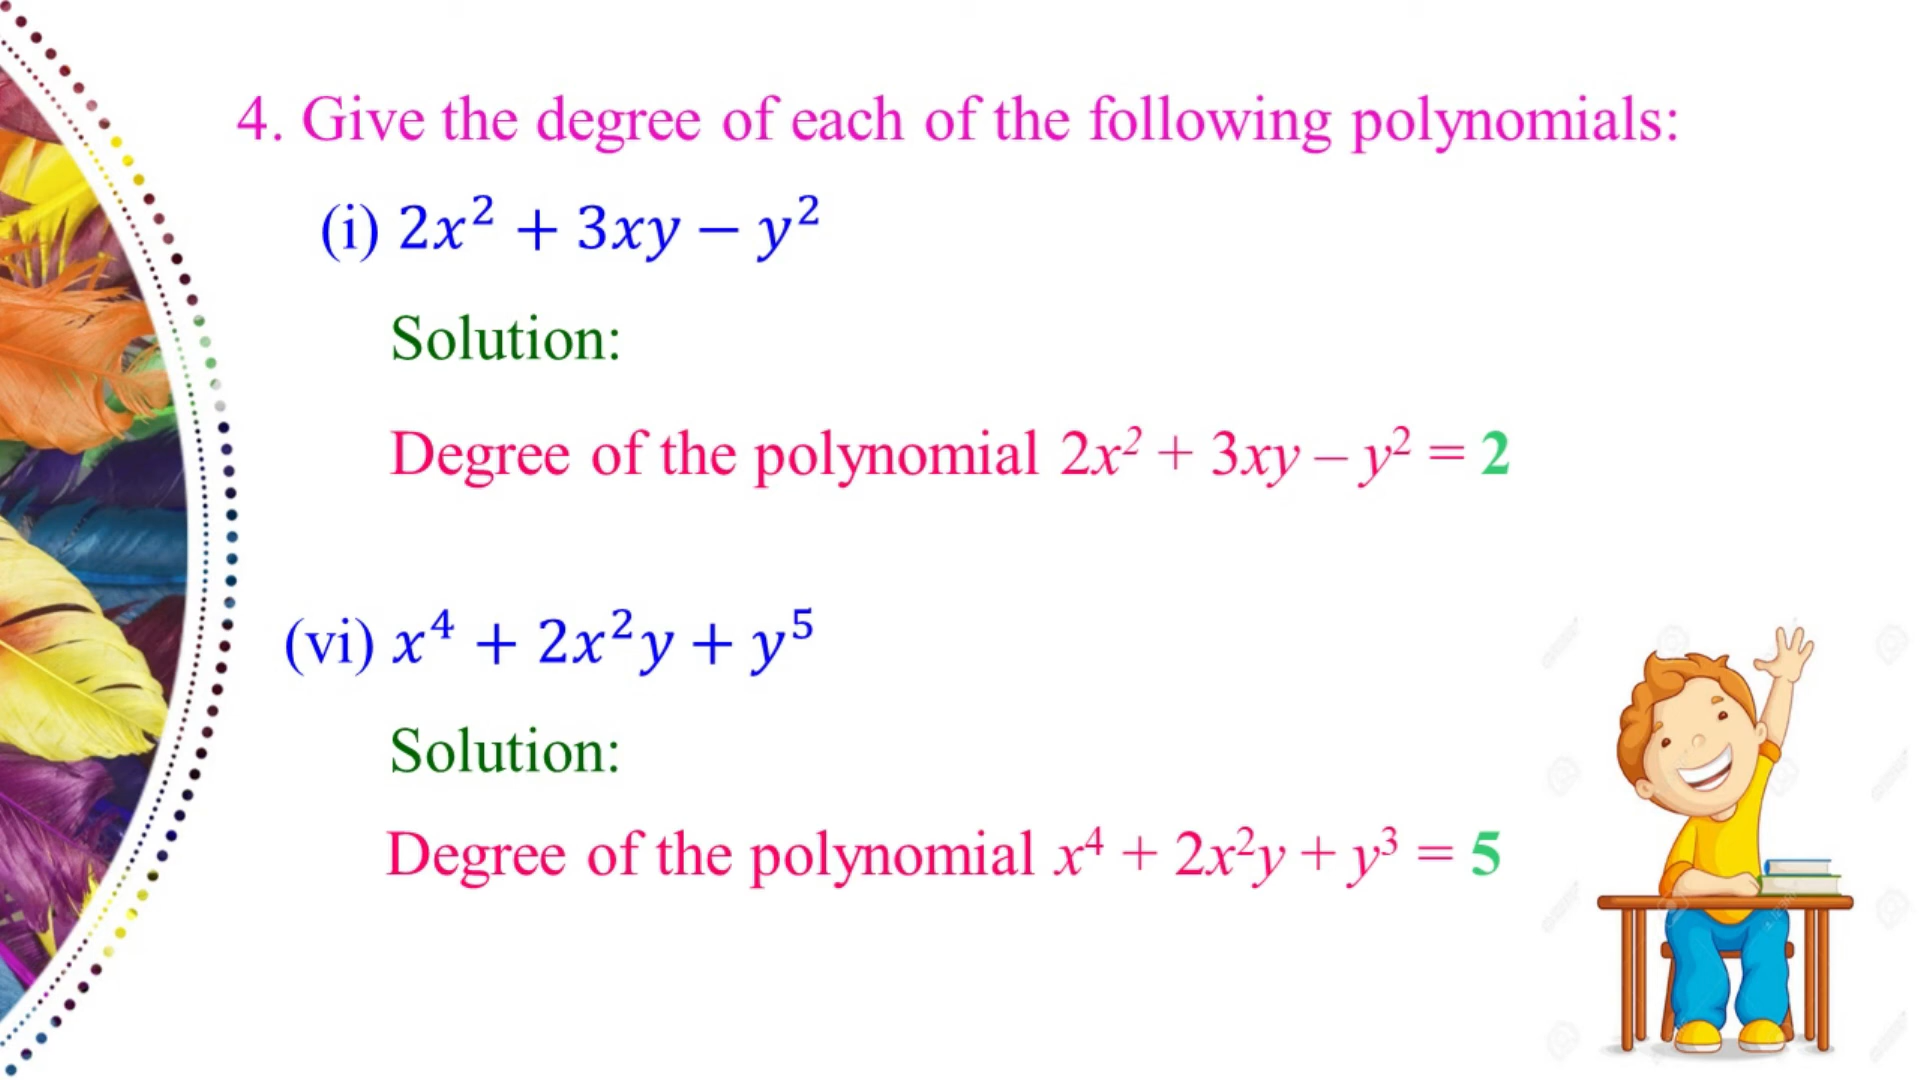 4. Give the degree of each of the following polynomials:
(i) 2x² + 3xy − y²
Solution:
Degree of the polynomial 2x² + 3xy – y² = 2
(vi) x⁴ + 2x²y + y⁵
Solution:
Degree of the polynomial x⁴ + 2x²y + y³ = 5